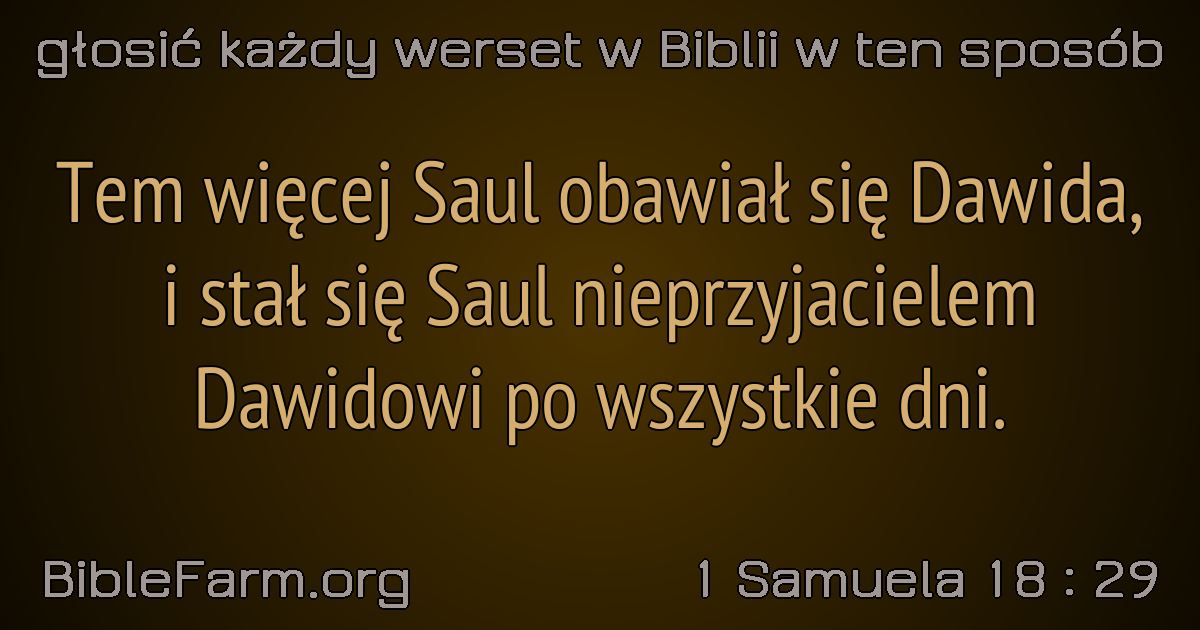 głosić każdy werset w Biblii w ten sposób
Tem więcej Saul obawiał się Dawida,
i stał się Saul nieprzyjacielem
Dawidowi po wszystkie dni.
BibleFarm.org
1 Samuela 18 : 29